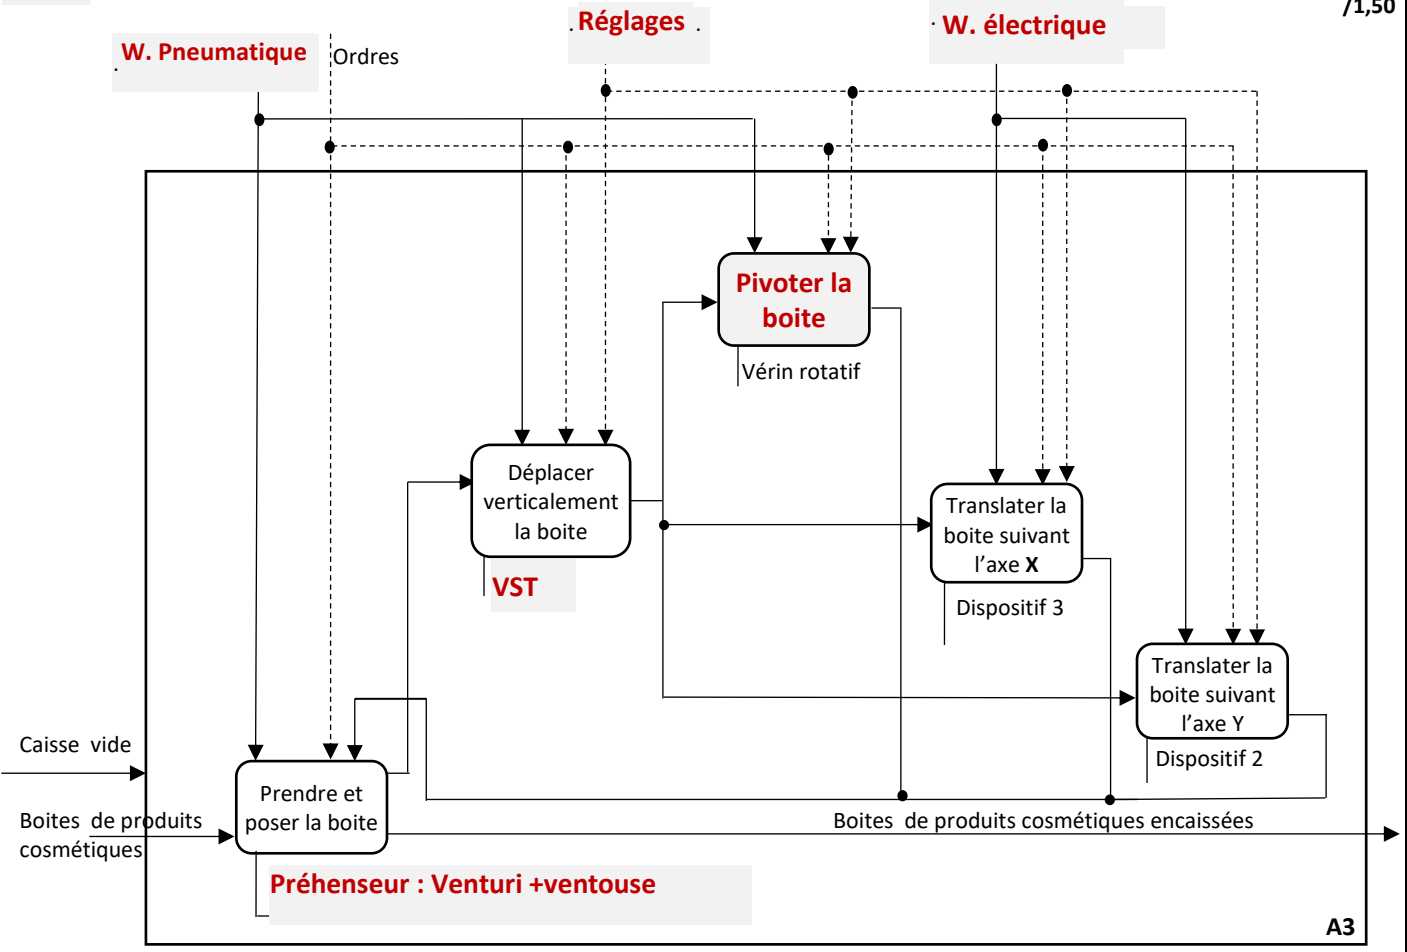 /1,50
Réglages
W. électrique
W. Pneumatique
Ordres
Pivoter la
boite
Vérin rotatif
Déplacer
verticalement
la boite
VST
Translater la
boite suivant
l’axe X
Dispositif 3
Translater la
boite suivant
l’axe Y
Dispositif 2
Caisse vide
Prendre et
poser la boite
Boites de produits
cosmétiques
Boites de produits cosmétiques encaissées
Préhenseur : Venturi +ventouse
A3